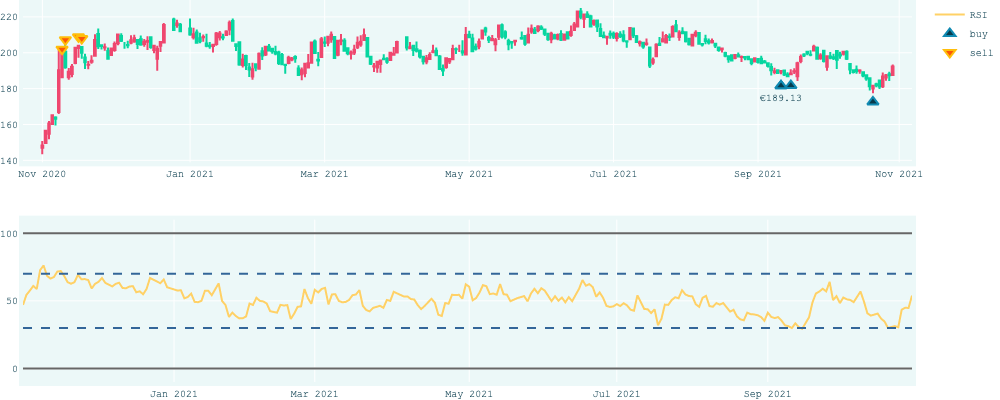 220
200
180
160
140
Nov 2020 Jan 2021 Mar 2021 May 2021 Jul 2021 Sep 2021 Nov 2021
€189.13
RSI
buy
sell
100
50
0
Jan 2021 Mar 2021 May 2021 Jul 2021 Sep 2021